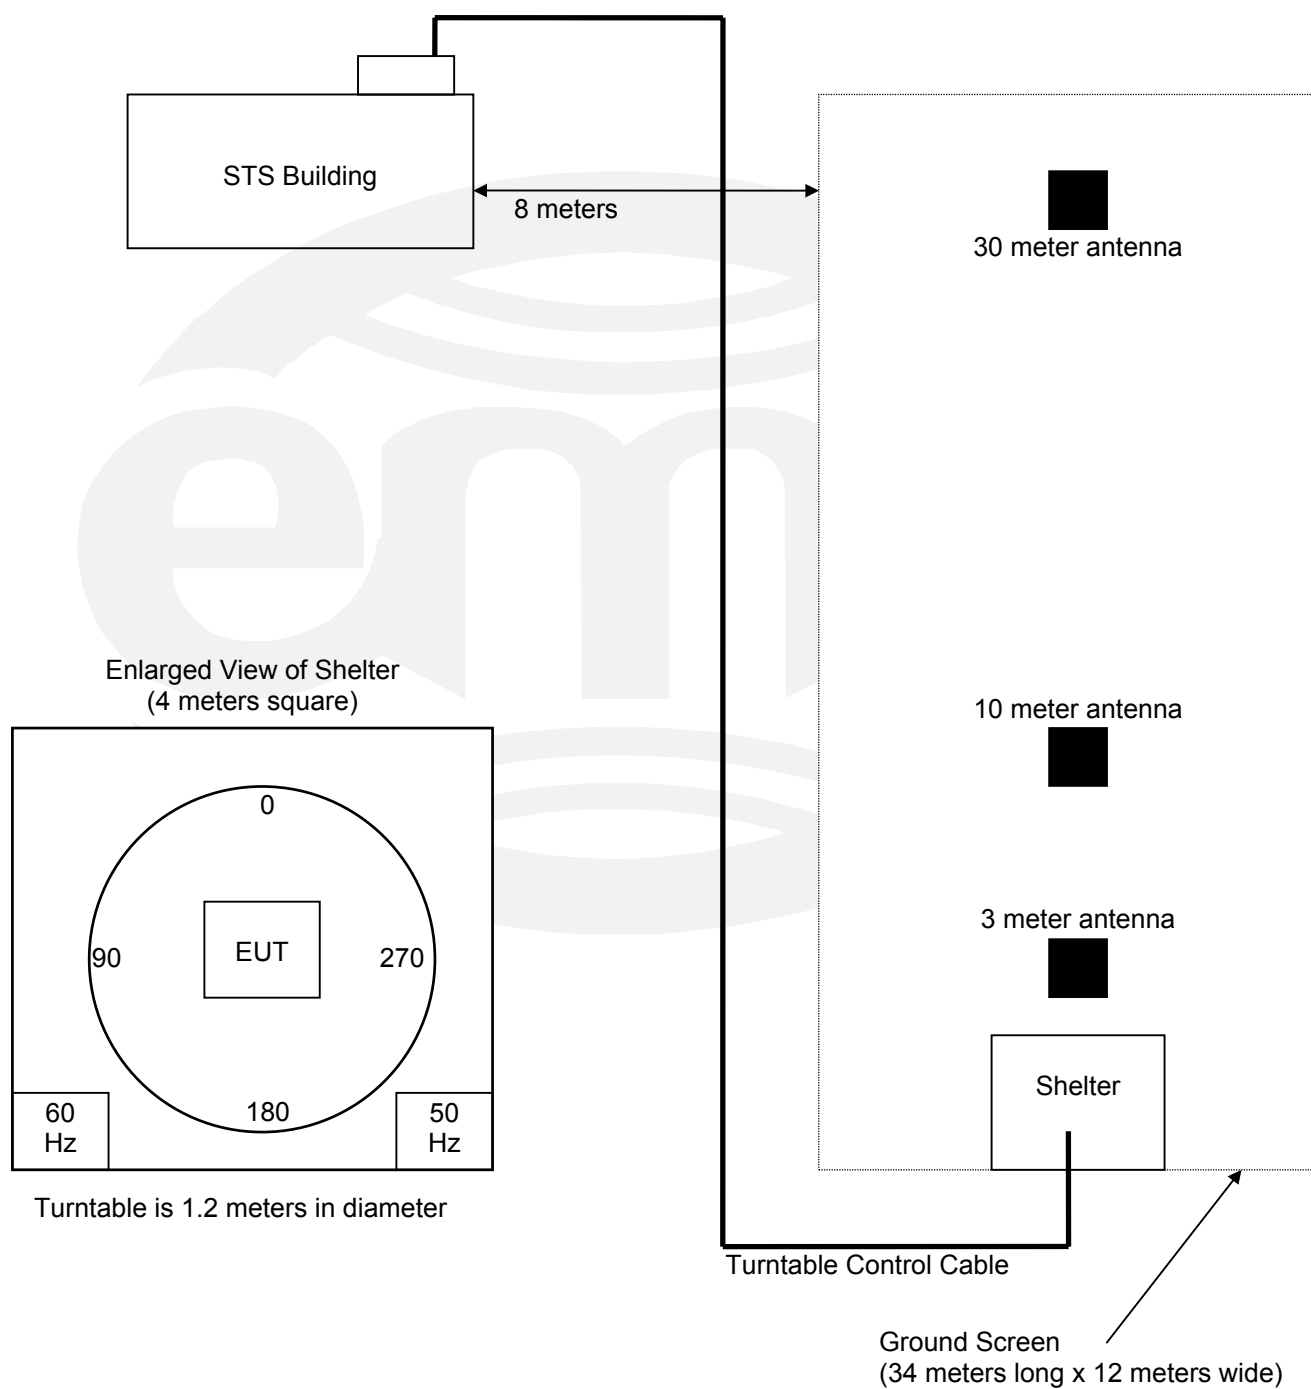 STS Building
8 meters
30 meter antenna
Enlarged View of Shelter
(4 meters square)
10 meter antenna
0
3 meter antenna
90
EUT
270
Shelter
60
Hz
180
50
Hz
Turntable is 1.2 meters in diameter
Turntable Control Cable
Ground Screen
(34 meters long x 12 meters wide)
em